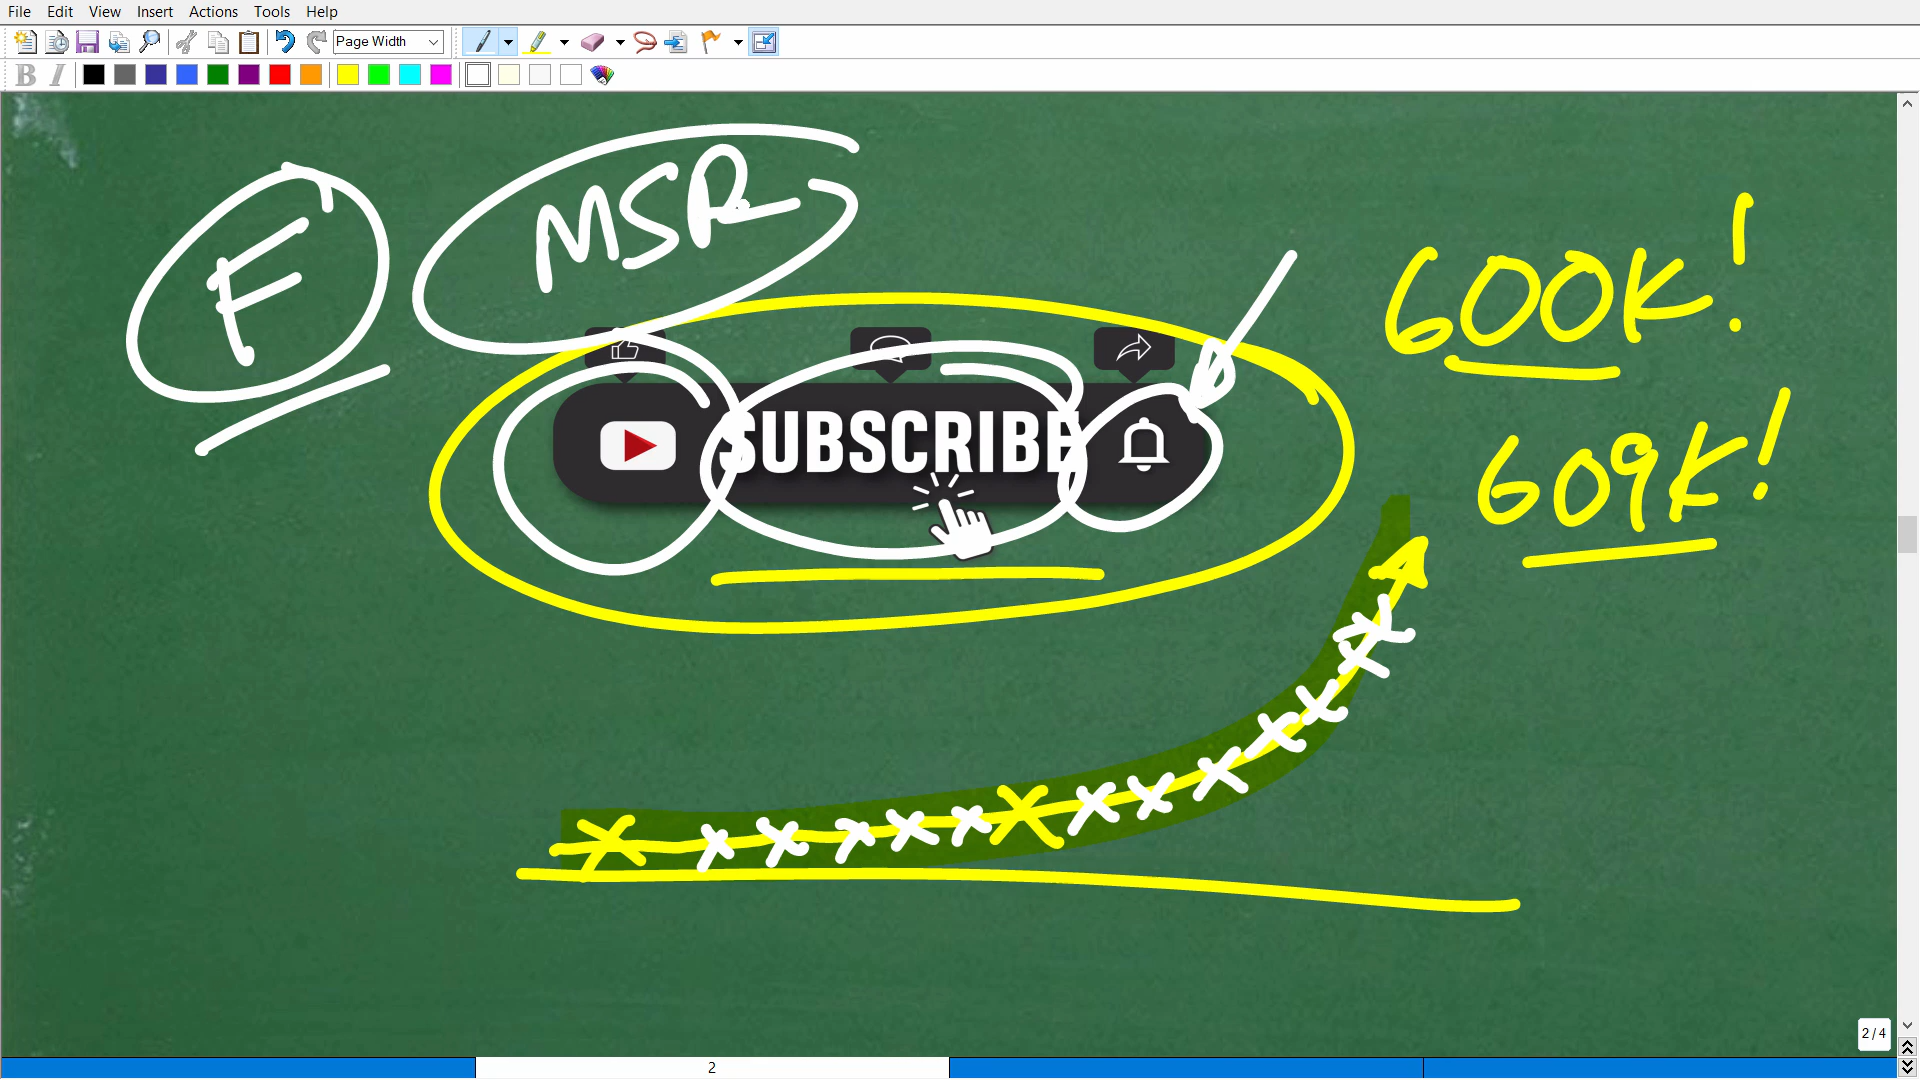 File Edit View Insert Actions Tools Help
Page Width
B I
F MSR
600K!
SUBSCRIBE
609K!
2 / 4
2